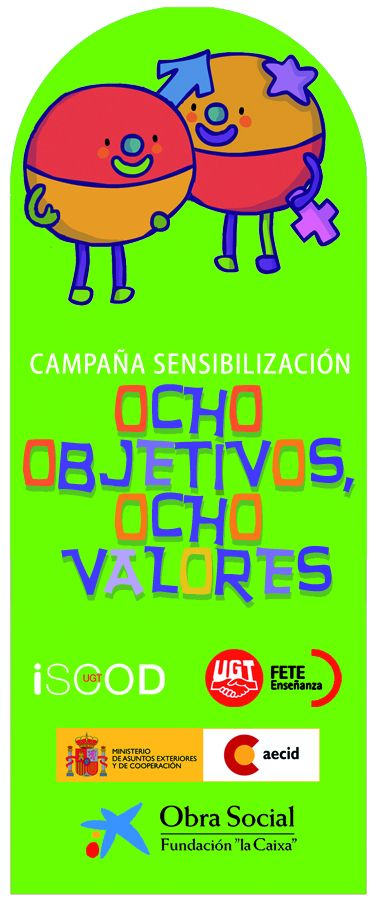 CAMPAÑA SENSIBILIZACIÓN
OCHO
OBJETIVOS,
OCHO
VALORES
iSCOD
UGT
UGT
FETE
Enseñanza
MINISTERIO
DE ASUNTOS EXTERIORES
Y DE COOPERACIÓN
aecid
Obra Social
Fundación "la Caixa"